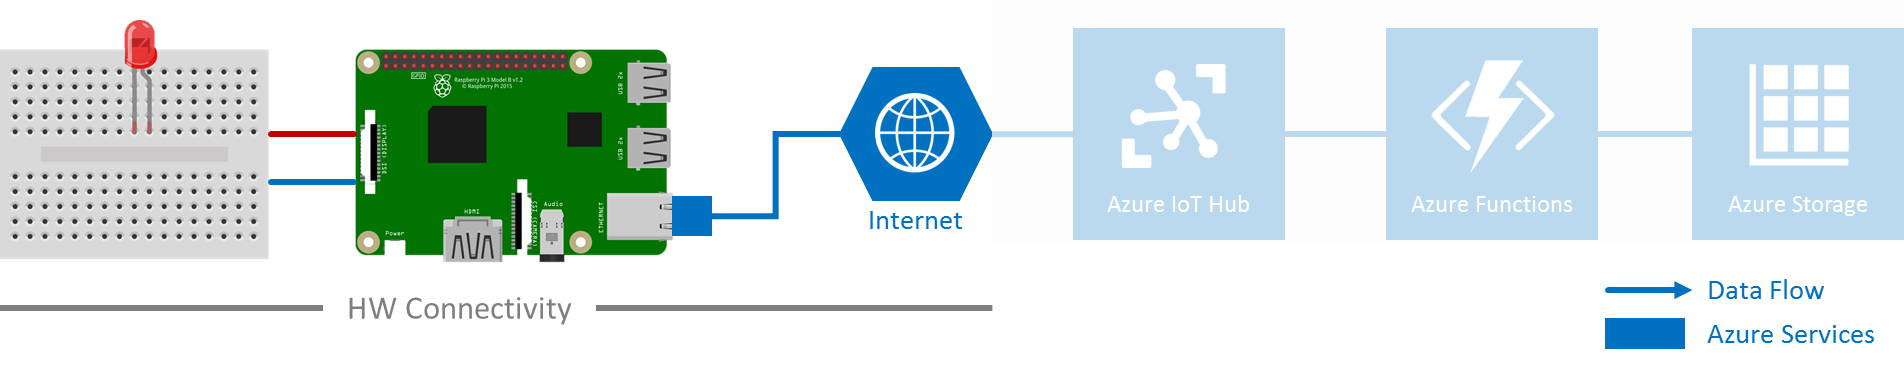 GPIO
Raspberry Pi 3 Model B v1.2
© Raspberry Pi 2015
USB 2x
DSI (DISPLAY)
USB 2x
Azure IoT Hub
Azure Functions
Azure Storage
Internet
HDMI
CSI (CAMERA)
Audio
ETHERNET
Power
HW Connectivity
Data Flow
Azure Services